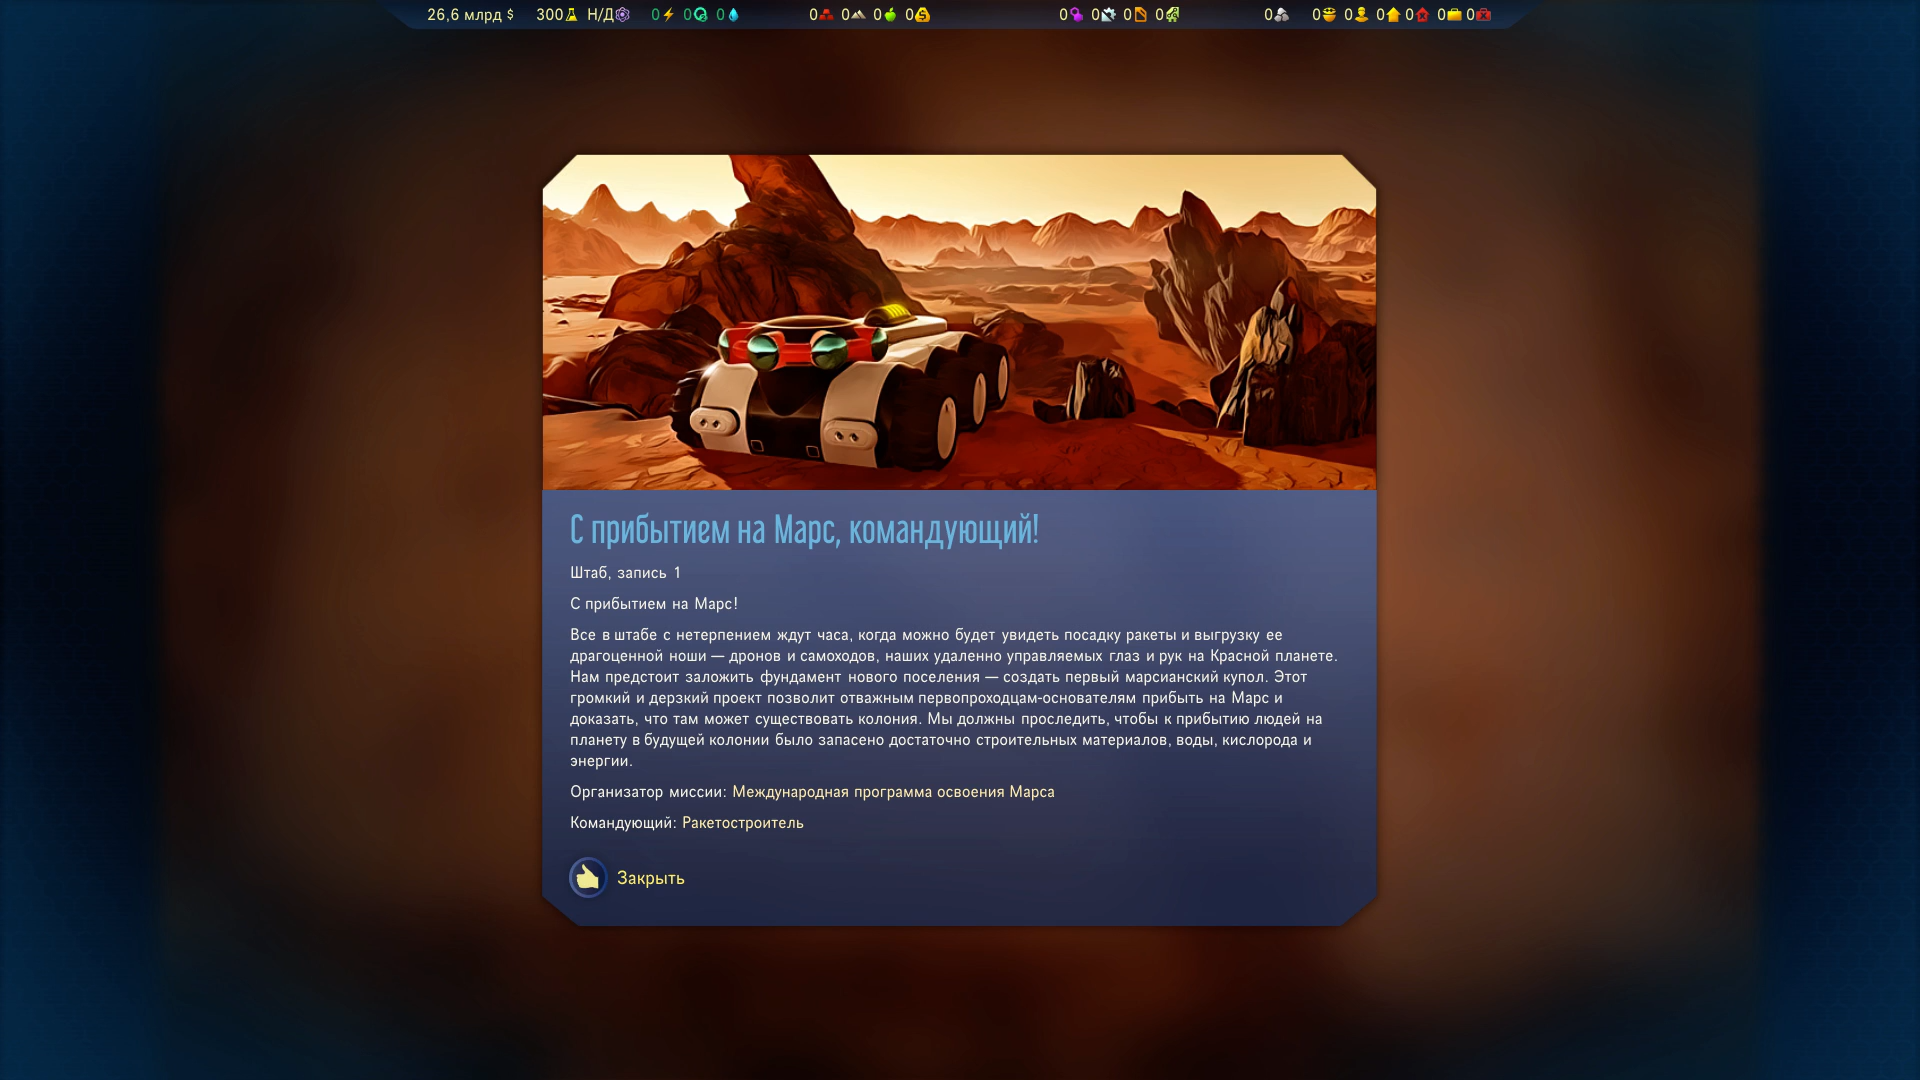 26,6 млрд $ 300 Н/Д 0 0 0 0 0 0 0 0 0 0 0 0 0 0 0 0 0 0
С прибытием на Марс, командующий!
Штаб, запись 1
С прибытием на Марс!
Все в штабе с нетерпением ждут часа, когда можно будет увидеть посадку ракеты и выгрузку ее
драгоценной ноши — дронов и самоходов, наших удаленно управляемых глаз и рук на Красной планете.
Нам предстоит заложить фундамент нового поселения — создать первый марсианский купол. Этот
громкий и дерзкий проект позволит отважным первопроходцам-основателям прибыть на Марс и
доказать, что там может существовать колония. Мы должны проследить, чтобы к прибытию людей на
планету в будущей колонии было запасено достаточно строительных материалов, воды, кислорода и
энергии.
Организатор миссии: Международная программа освоения Марса
Командующий: Ракетостроитель
Закрыть